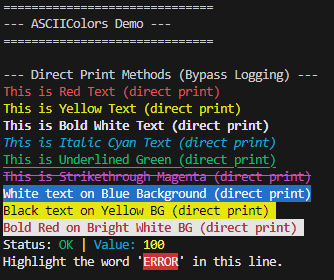 ==============================
--- ASCIIColors Demo ---
==============================
--- Direct Print Methods (Bypass Logging) ---
This is Red Text (direct print)
This is Yellow Text (direct print)
This is Bold White Text (direct print)
This is Italic Cyan Text (direct print)
This is Underlined Green (direct print)
This is Strikethrough Magenta (direct print)
White text on Blue Background (direct print)
Black text on Yellow BG (direct print)
Bold Red on Bright White BG (direct print)
Status: OK | Value: 100
Highlight the word 'ERROR' in this line.